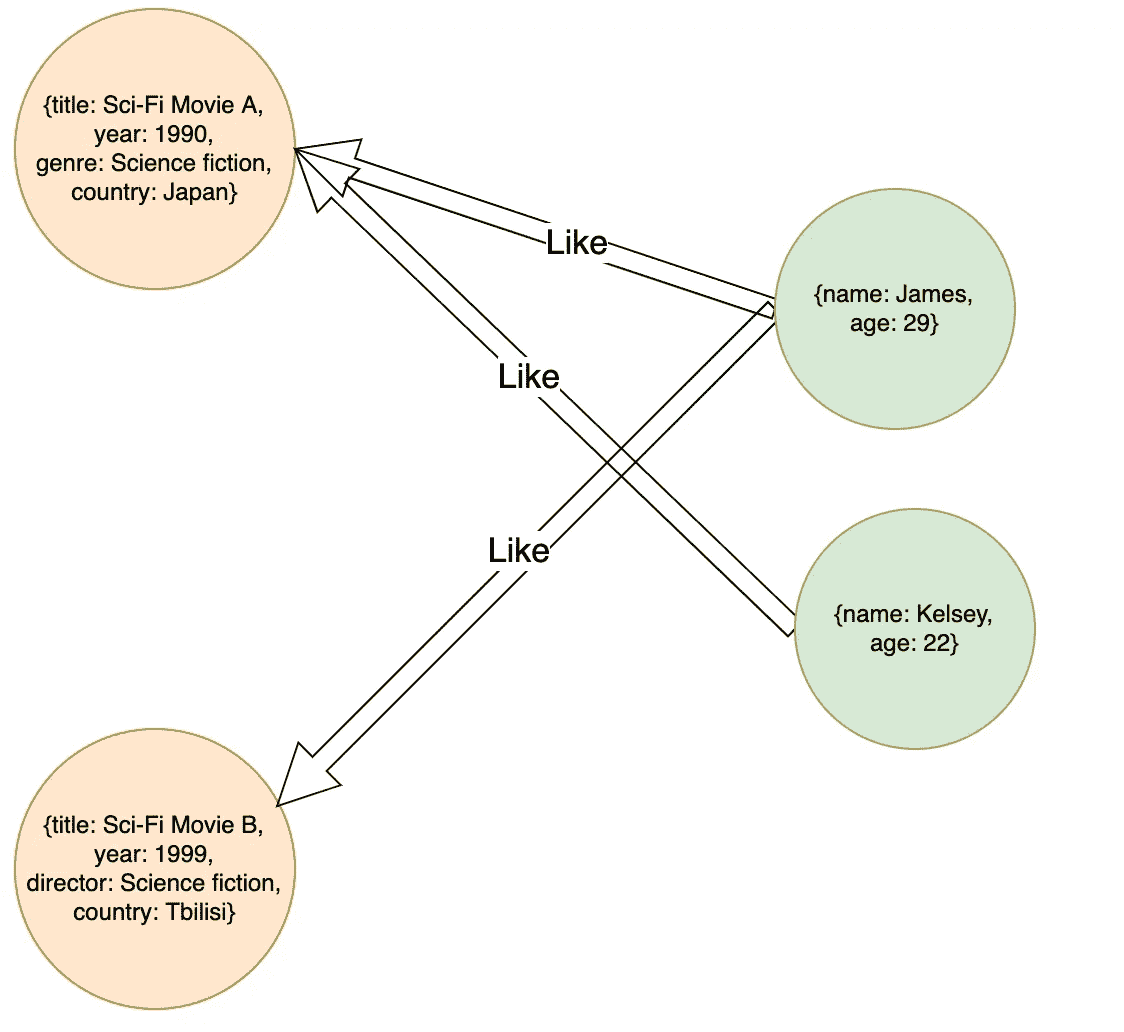 {title: Sci-Fi Movie A,
year: 1990,
genre: Science fiction,
country: Japan}
Like
{name: James,
age: 29}
Like
Like
{name: Kelsey,
age: 22}
{title: Sci-Fi Movie B,
year: 1999,
director: Science fiction,
country: Tbilisi}